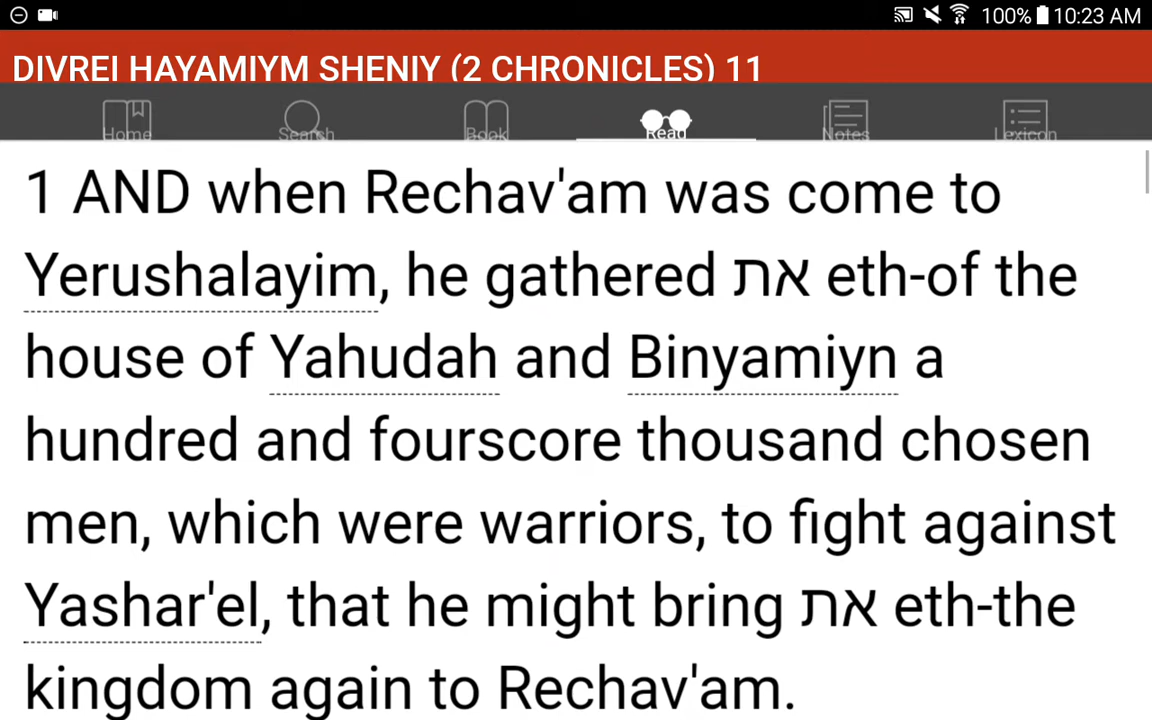 100% 10:23 AM
DIVREI HAYAMIYM SHENIY (2 CHRONICLES) 11
Home Search Book Read Notes Lexicon
1 AND when Rechav'am was come to
Yerushalayim, he gathered את eth-of the
house of Yahudah and Binyamiyn a
hundred and fourscore thousand chosen
men, which were warriors, to fight against
Yashar'el, that he might bring את eth-the
kingdom again to Rechav'am.